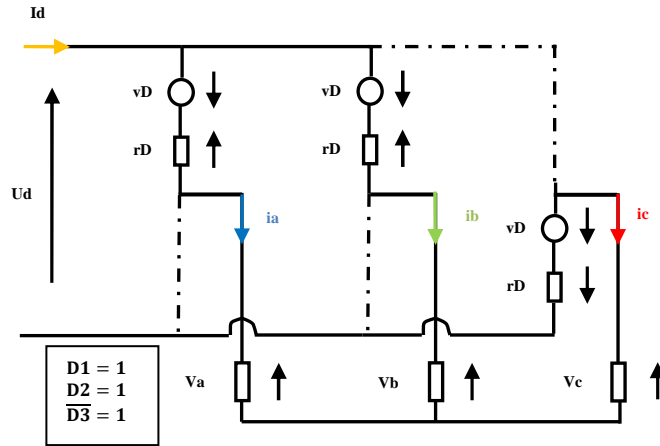 Id
vD
vD
rD
rD
Ud
ia
ib
ic
vD
rD
D1 = 1
D2 = 1
D3̅ = 1
Va
Vb
Vc